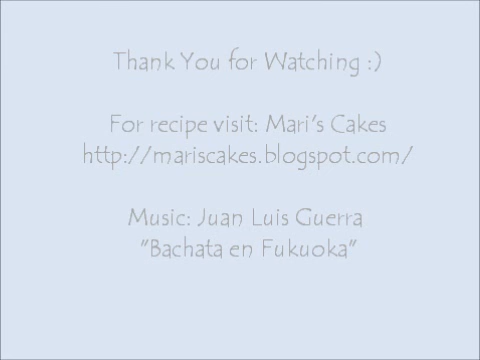 Thank You for Watching :)
For recipe visit: Mari's Cakes
http://mariscakes.blogspot.com/
Music: Juan Luis Guerra
"Bachata en Fukuoka"